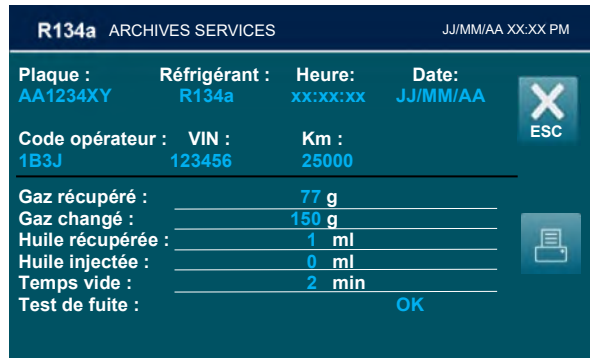 R134a ARCHIVES SERVICES JJ/MM/AA XX:XX PM
Plaque : Réfrigérant : Heure: Date:
AA1234XY R134a xx:xx:xx JJ/MM/AA
ESC
Code opérateur : VIN : Km :
1B3J 123456 25000
Gaz récupéré : 77 g
Gaz changé : 150 g
Huile récupérée : 1 ml
Huile injectée : 0 ml
Temps vide : 2 min
Test de fuite : OK